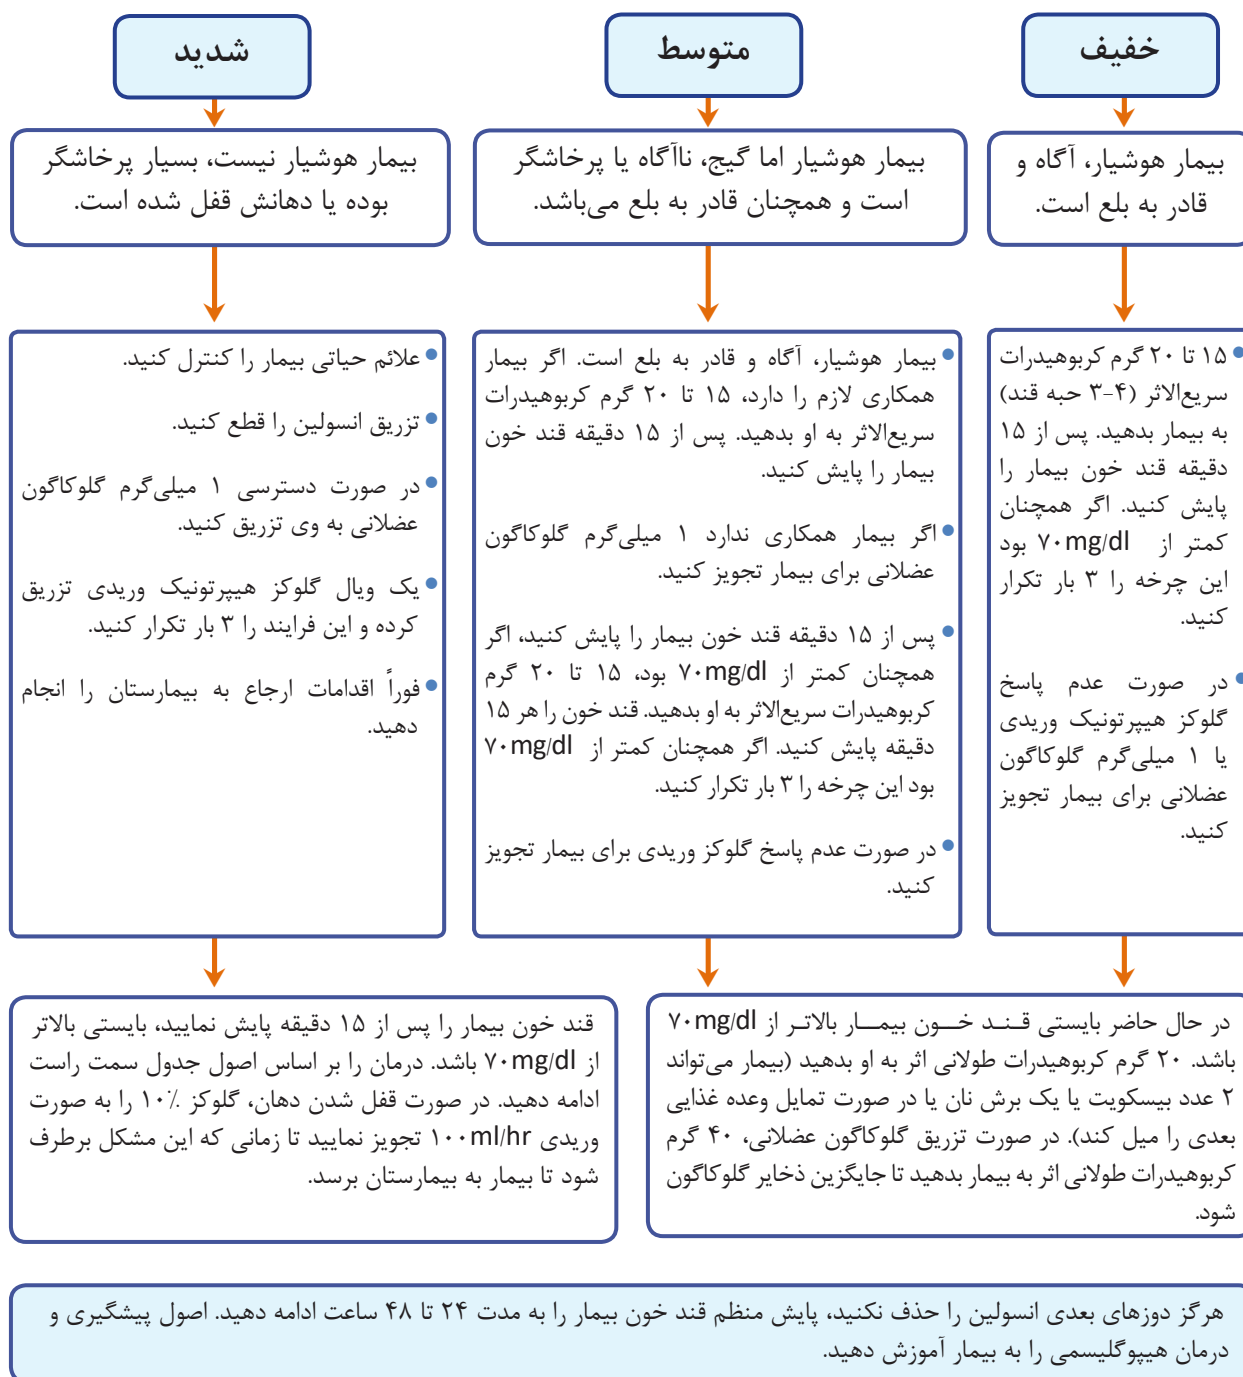 خفیف
بیمار هوشیار، آگاه و
قادر به بلع است.
۱۵ تا ۲۰ گرم کربوهیدرات
سریع‌الاثر (۴-۳ حبه قند)
به بیمار بدهید. پس از ۱۵
دقیقه قند خون بیمار را
پایش کنید. اگر همچنان
کمتر از ۷۰mg/dl بود
این چرخه را ۳ بار تکرار
کنید.
در صورت عدم پاسخ
گلوکز هیپرتونیک وریدی
یا ۱ میلی‌گرم گلوکاگون
عضلانی برای بیمار تجویز
کنید.
متوسط
بیمار هوشیار اما گیج، ناآگاه یا پرخاشگر
است و همچنان قادر به بلع می‌باشد.
بیمار هوشیار، آگاه و قادر به بلع است. اگر بیمار
همکاری لازم را دارد، ۱۵ تا ۲۰ گرم کربوهیدرات
سریع‌الاثر به او بدهید. پس از ۱۵ دقیقه قند خون
بیمار را پایش کنید.
اگر بیمار همکاری ندارد ۱ میلی‌گرم گلوکاگون
عضلانی برای بیمار تجویز کنید.
پس از ۱۵ دقیقه قند خون بیمار را پایش کنید، اگر
همچنان کمتر از ۷۰mg/dl بود، ۱۵ تا ۲۰ گرم
کربوهیدرات سریع‌الاثر به او بدهید. قند خون را هر ۱۵
دقیقه پایش کنید. اگر همچنان کمتر از ۷۰mg/dl
بود این چرخه را ۳ بار تکرار کنید.
در صورت عدم پاسخ گلوکز وریدی برای بیمار تجویز
کنید.
شدید
بیمار هوشیار نیست، بسیار پرخاشگر
بوده یا دهانش قفل شده است.
علائم حیاتی بیمار را کنترل کنید.
تزریق انسولین را قطع کنید.
در صورت دسترسی ۱ میلی‌گرم گلوکاگون
عضلانی به وی تزریق کنید.
یک ویال گلوکز هیپرتونیک وریدی تزریق
کرده و این فرایند را ۳ بار تکرار کنید.
فوراً اقدامات ارجاع به بیمارستان را انجام
دهید.
در حال حاضر بایستی قـنـد خــون بیمــار بالاتـر از ۷۰mg/dl
باشد. ۲۰ گرم کربوهیدرات طولانی اثر به او بدهید (بیمار می‌تواند
۲ عدد بیسکویت یا یک برش نان یا در صورت تمایل وعده غذایی
بعدی را میل کند). در صورت تزریق گلوکاگون عضلانی، ۴۰ گرم
کربوهیدرات طولانی اثر به بیمار بدهید تا جایگزین ذخایر گلوکاگون
شود.
قند خون بیمار را پس از ۱۵ دقیقه پایش نمایید، بایستی بالاتر
از ۷۰mg/dl باشد. درمان را بر اساس اصول جدول سمت راست
ادامه دهید. در صورت قفل شدن دهان، گلوکز ۱۰٪ را به صورت
وریدی ۱۰۰ml/hr تجویز نمایید تا زمانی که این مشکل برطرف
شود تا بیمار به بیمارستان برسد.
هرگز دوزهای بعدی انسولین را حذف نکنید، پایش منظم قند خون بیمار را به مدت ۲۴ تا ۴۸ ساعت ادامه دهید. اصول پیشگیری و
درمان هیپوگلیسمی را به بیمار آموزش دهید.